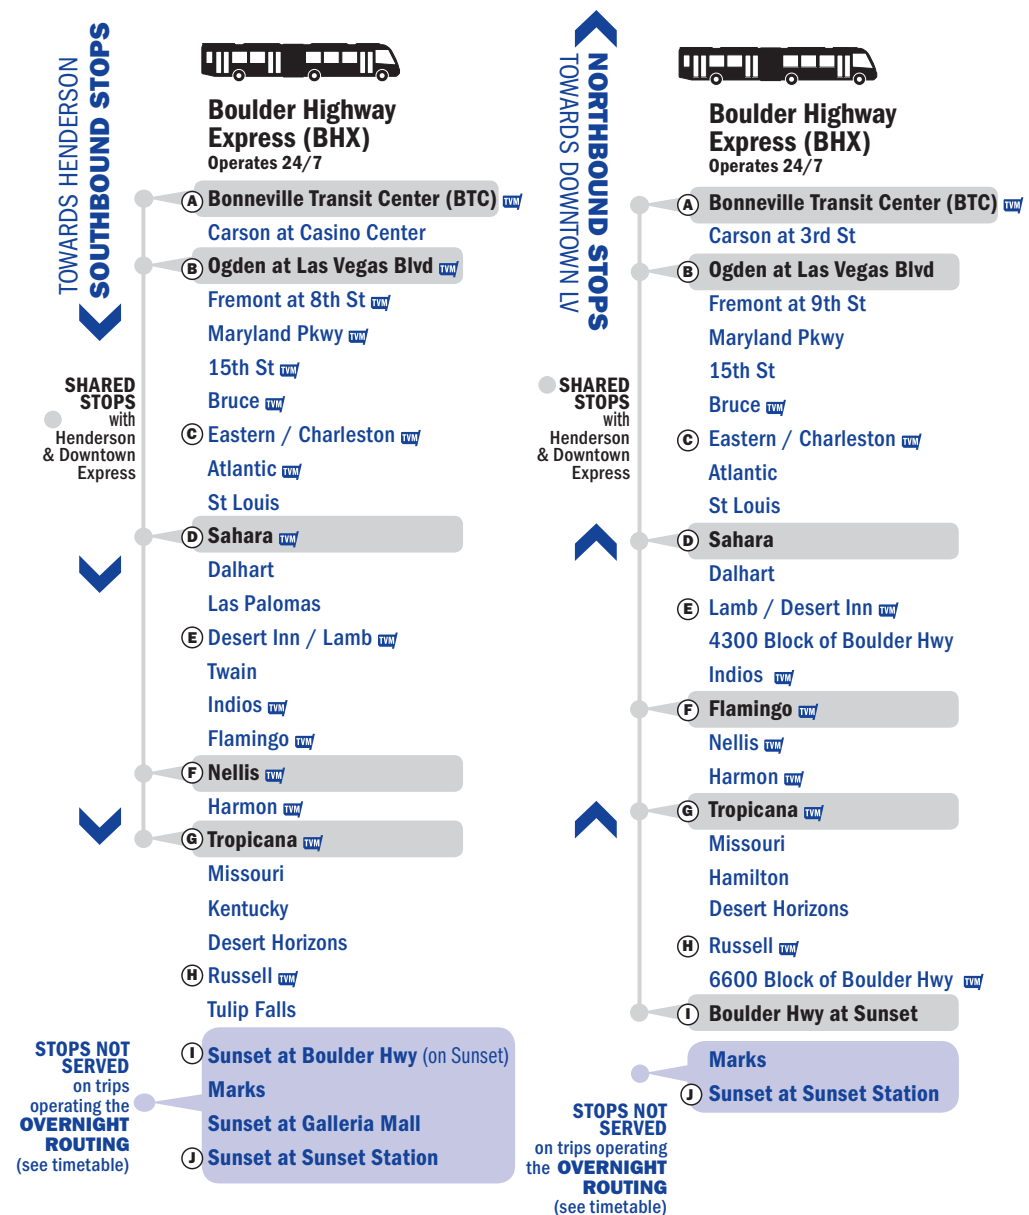 TOWARDS HENDERSON
SOUTHBOUND STOPS
Boulder Highway
Express (BHX)
Operates 24/7
A Bonneville Transit Center (BTC) TVM
Carson at Casino Center
B Ogden at Las Vegas Blvd TVM
Fremont at 8th St TVM
Maryland Pkwy TVM
15th St TVM
Bruce TVM
C Eastern / Charleston TVM
Atlantic TVM
St Louis
D Sahara TVM
Dalhart
Las Palomas
E Desert Inn / Lamb TVM
Twain
Indios TVM
Flamingo TVM
F Nellis TVM
Harmon TVM
G Tropicana TVM
Missouri
Kentucky
Desert Horizons
H Russell TVM
Tulip Falls
I Sunset at Boulder Hwy (on Sunset)
Marks
Sunset at Galleria Mall
J Sunset at Sunset Station
SHARED
STOPS
with
Henderson
& Downtown
Express
STOPS NOT
SERVED
on trips
operating the
OVERNIGHT
ROUTING
(see timetable)
NORTHBOUND STOPS
TOWARDS DOWNTOWN LV
Boulder Highway
Express (BHX)
Operates 24/7
A Bonneville Transit Center (BTC) TVM
Carson at 3rd St
B Ogden at Las Vegas Blvd
Fremont at 9th St
Maryland Pkwy
15th St
Bruce TVM
C Eastern / Charleston TVM
Atlantic
St Louis
D Sahara
Dalhart
E Lamb / Desert Inn TVM
4300 Block of Boulder Hwy
Indios TVM
F Flamingo TVM
Nellis TVM
Harmon TVM
G Tropicana TVM
Missouri
Hamilton
Desert Horizons
H Russell TVM
6600 Block of Boulder Hwy TVM
I Boulder Hwy at Sunset
Marks
J Sunset at Sunset Station
SHARED
STOPS
with
Henderson
& Downtown
Express
STOPS NOT
SERVED
on trips operating
the OVERNIGHT
ROUTING
(see timetable)